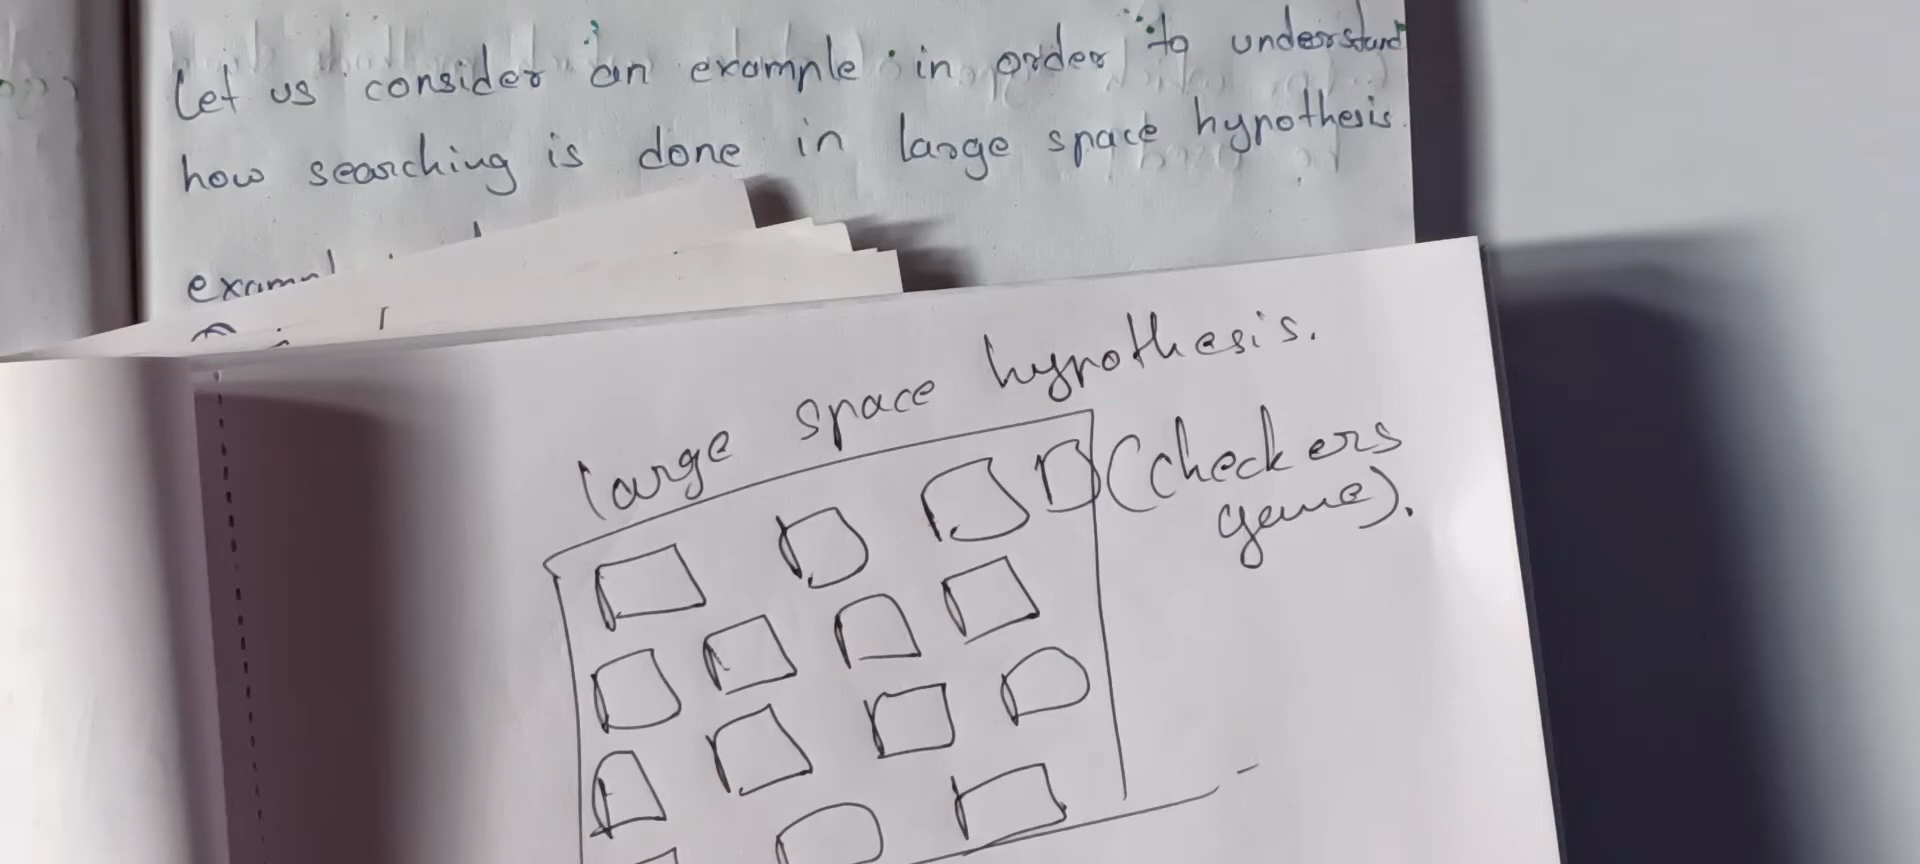 Let us consider an example in order to understand
how searching is done in large space hypothesis.
large space hypothesis.
(checkers
game).